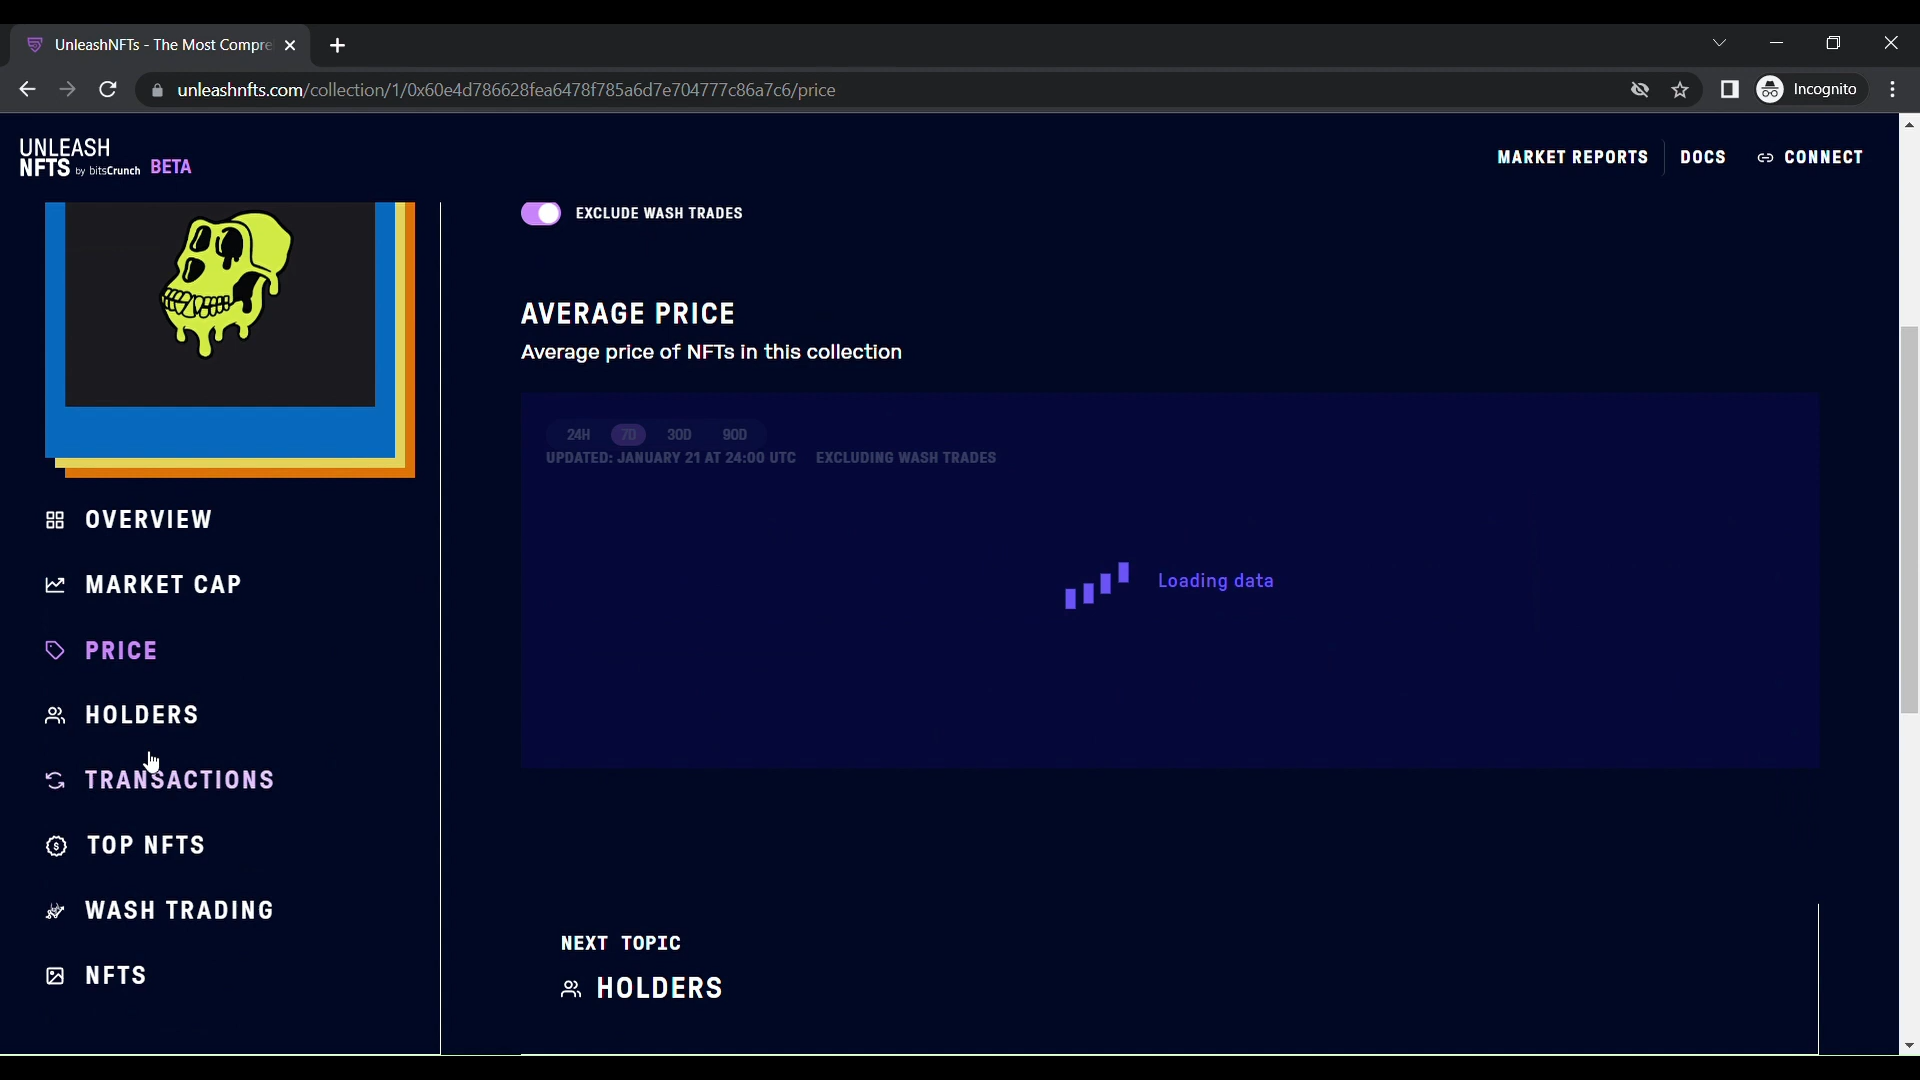 UnleashNFTs - The Most Compre
unleashnfts.com/collection/1/0x60e4d786628fea6478f785a6d7e704777c86a7c6/price
Incognito
UNLEASH
NFTS by bitsCrunch BETA
MARKET REPORTS
DOCS
CONNECT
EXCLUDE WASH TRADES
AVERAGE PRICE
Average price of NFTs in this collection
24H 7D 30D 90D
UPDATED: JANUARY 21 AT 24:00 UTC EXCLUDING WASH TRADES
Loading data
OVERVIEW
MARKET CAP
PRICE
HOLDERS
TRANSACTIONS
TOP NFTS
WASH TRADING
NFTS
NEXT TOPIC
HOLDERS